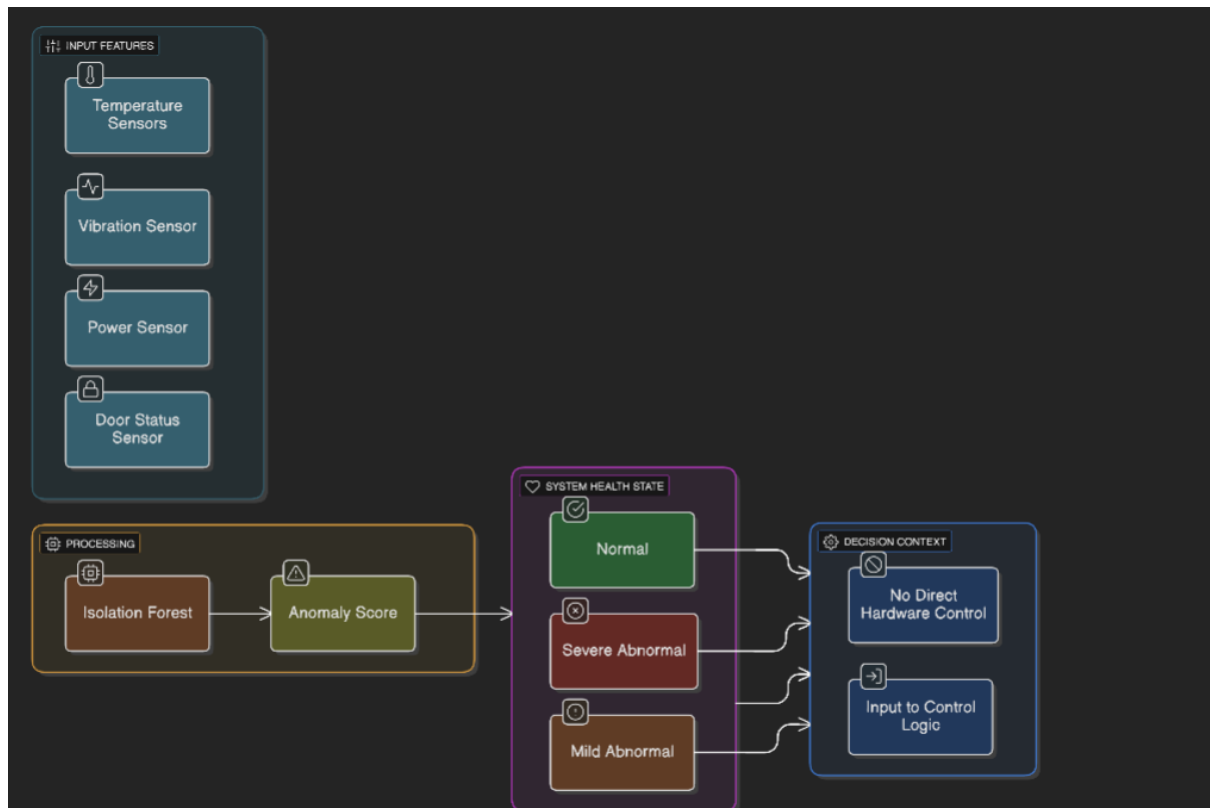 INPUT FEATURES
Temperature
Sensors
Vibration Sensor
Power Sensor
Door Status
Sensor
PROCESSING
Isolation Forest
Anomaly Score
SYSTEM HEALTH STATE
Normal
Severe Abnormal
Mild Abnormal
DECISION CONTEXT
No Direct
Hardware Control
Input to Control
Logic